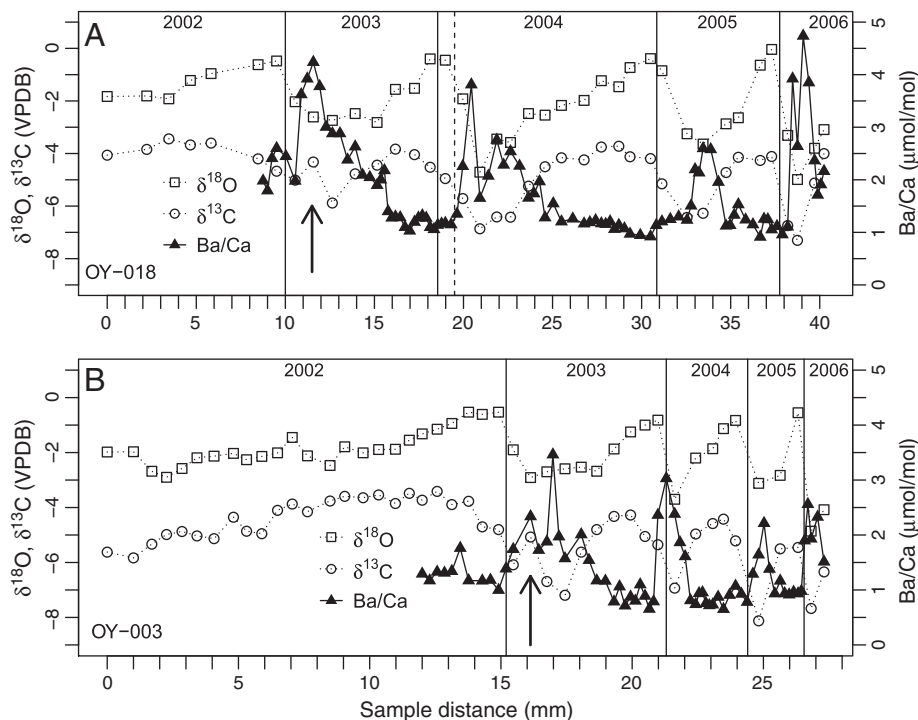 2002 2003 2004 2005 2006
A
δ¹⁸O, δ¹³C (VPDB)
0
−2
−4
−6
−8
δ¹⁸O
δ¹³C
Ba/Ca
OY−018
5
4
3
2
1
0
Ba/Ca (μmol/mol)
0 5 10 15 20 25 30 35 40
2002 2003 2004 2005 2006
B
δ¹⁸O, δ¹³C (VPDB)
0
−2
−4
−6
−8
δ¹⁸O
δ¹³C
Ba/Ca
OY−003
5
4
3
2
1
0
Ba/Ca (μmol/mol)
0 5 10 15 20 25
Sample distance (mm)